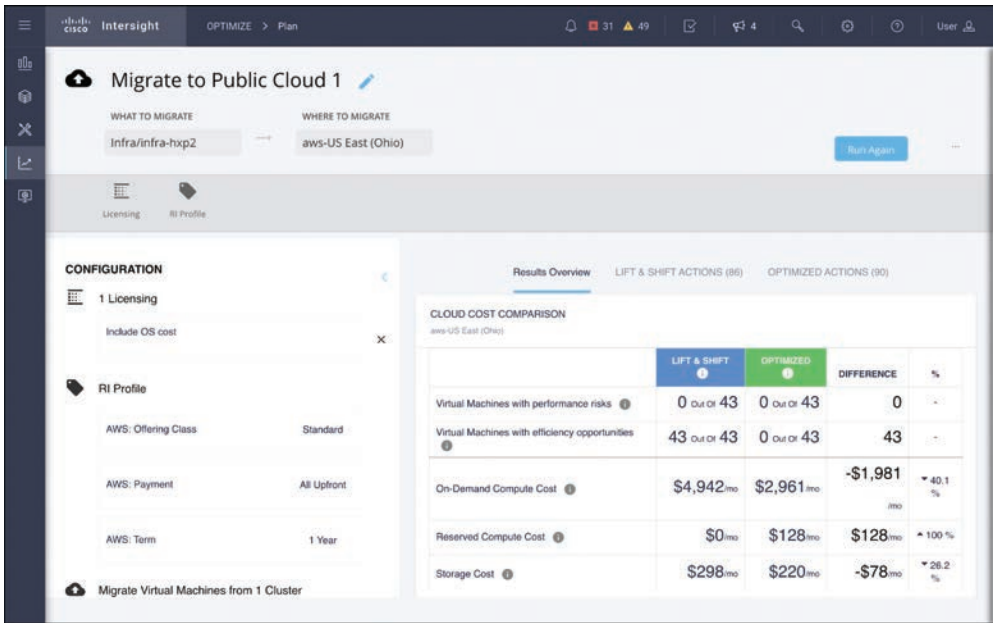 cisco Intersight OPTIMIZE > Plan 31 49 4 User
Migrate to Public Cloud 1
WHAT TO MIGRATE WHERE TO MIGRATE
Infra/infra-hxp2 → aws-US East (Ohio) Run Again ...
Licensing RI Profile
CONFIGURATION
1 Licensing
Include OS cost
RI Profile
AWS: Offering Class Standard
AWS: Payment All Upfront
AWS: Term 1 Year
Migrate Virtual Machines from 1 Cluster
Results Overview LIFT & SHIFT ACTIONS (86) OPTIMIZED ACTIONS (90)
CLOUD COST COMPARISON
aws-US East (Ohio)
LIFT & SHIFT OPTIMIZED DIFFERENCE %
Virtual Machines with performance risks 0 Out Of 43 0 Out Of 43 0 -
Virtual Machines with efficiency opportunities 43 Out Of 43 0 Out Of 43 43 -
On-Demand Compute Cost $4,942/mo $2,961/mo -$1,981 /mo ▼ 40.1 %
Reserved Compute Cost $0/mo $128/mo $128/mo ▲ 100 %
Storage Cost $298/mo $220/mo -$78/mo ▼ 26.2 %